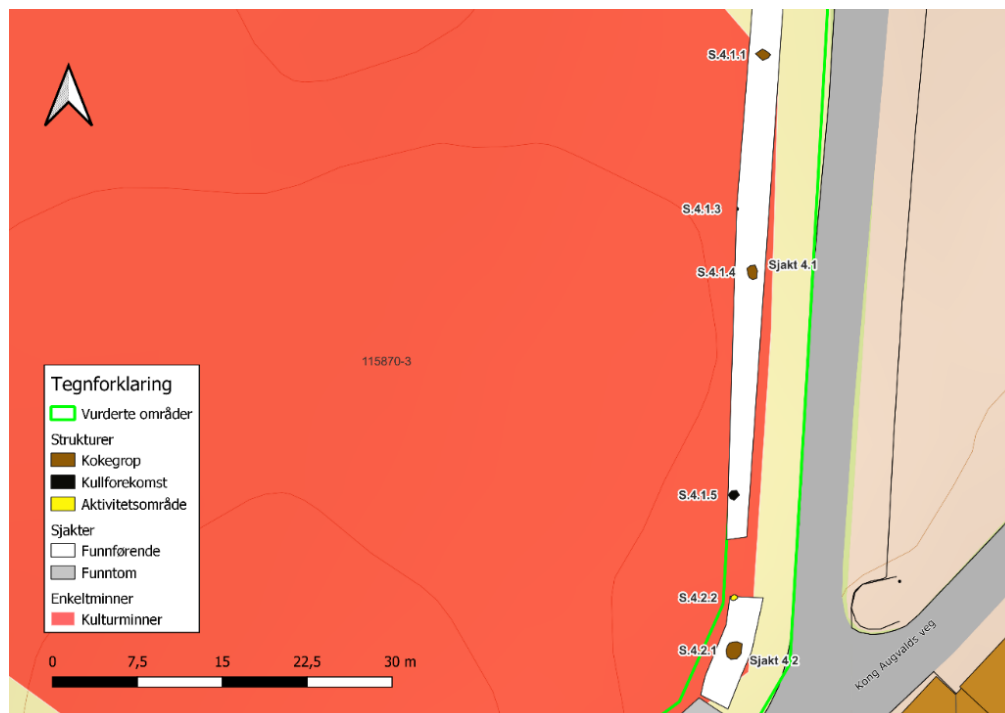 S.4.1.1
S.4.1.3
S.4.1.4
Sjakt 4.1
115870-3
Tegnforklaring
Vurderte områder
Strukturer
Kokegrop
Kullforekomst
Aktivitetsområde
Sjakter
Funnførende
Funntom
Enkeltminner
Kulturminner
S.4.1.5
S.4.2.2
S.4.2.1
Sjakt 4.2
Kong Augvalds veg
0 7,5 15 22,5 30 m